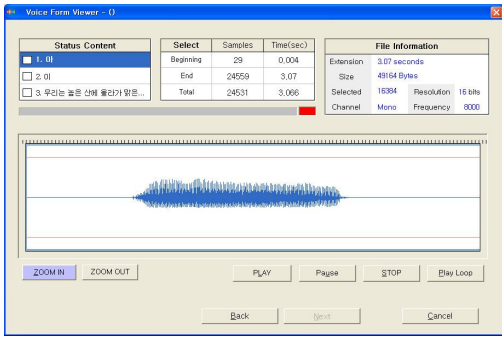 Voice Form Viewer - ()
Status Content
1. 아
2. 이
3. 우리는 높은 산에 올라가 맑은...
Select Samples Time(sec)
Beginning 29 0,004
End 24559 3,07
Total 24531 3,066
File Information
Extension 3.07 seconds
Size 49164 Bytes
Selected 16384 Resolution 16 bits
Channel Mono Frequency 8000
ZOOM IN ZOOM OUT PLAY Pause STOP Play Loop
Back Next Cancel